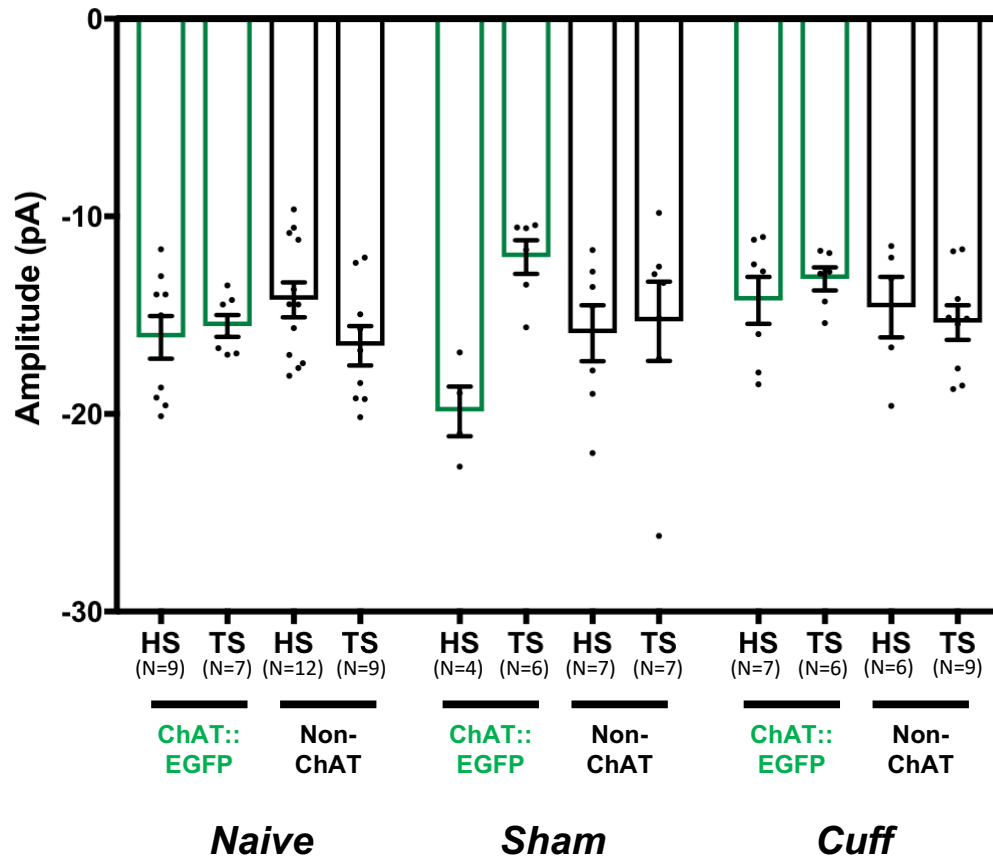 0
-10
-20
-30
Amplitude (pA)
HS TS HS TS HS TS HS TS HS TS HS TS
(N=9) (N=7) (N=12) (N=9) (N=4) (N=6) (N=7) (N=7) (N=7) (N=6) (N=6) (N=9)
ChAT:: Non- ChAT:: Non- ChAT:: Non-
EGFP ChAT EGFP ChAT EGFP ChAT
Naive Sham Cuff